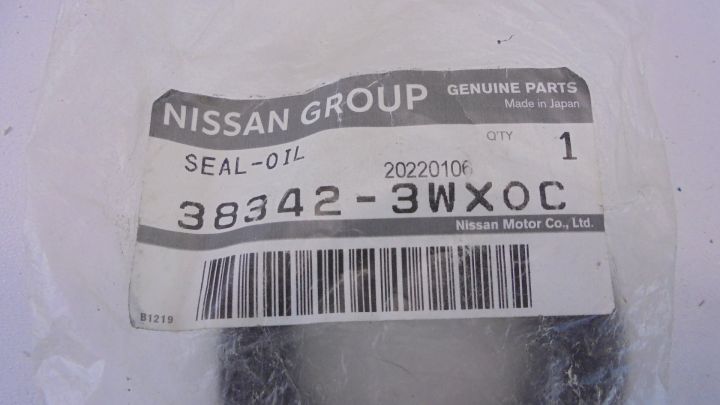 NISSAN GROUP
GENUINE PARTS
Made in Japan
SEAL-OIL
Q'TY 1
20220106
38342-3WX0C
Nissan Motor Co., Ltd.
B1219